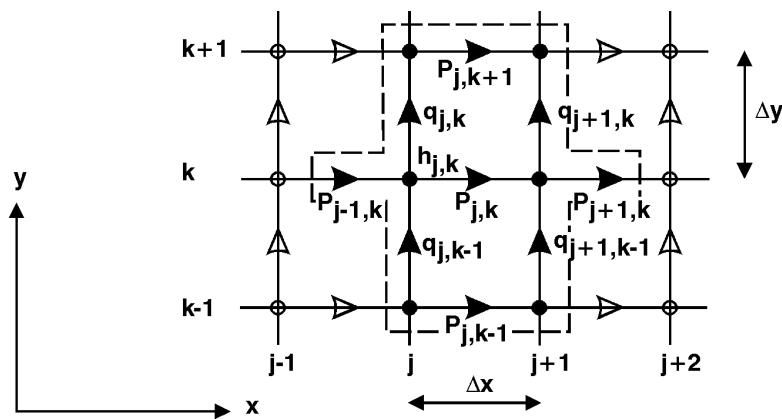 k+1
P j,k+1
q j,k
q j+1,k
Δy
k
h j,k
y
P j-1,k
P j,k
P j+1,k
q j,k-1
q j+1,k-1
k-1
P j,k-1
j-1
j
j+1
j+2
x
Δx